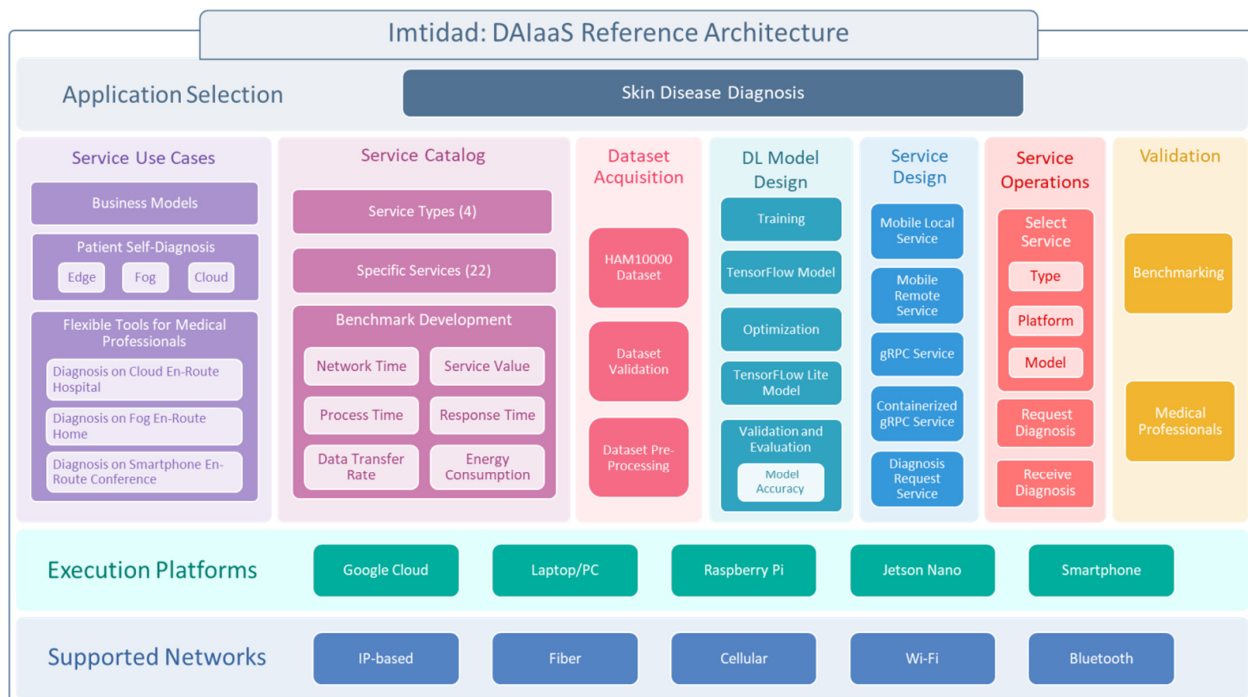 Imtidad: DAIaaS Reference Architecture
Application Selection
Skin Disease Diagnosis
Service Use Cases
Business Models
Patient Self-Diagnosis
Edge
Fog
Cloud
Flexible Tools for Medical
Professionals
Diagnosis on Cloud En-Route
Hospital
Diagnosis on Fog En-Route
Home
Diagnosis on Smartphone En-
Route Conference
Service Catalog
Service Types (4)
Specific Services (22)
Benchmark Development
Network Time
Service Value
Process Time
Response Time
Data Transfer
Rate
Energy
Consumption
Dataset
Acquisition
HAM10000
Dataset
Dataset
Validation
Dataset Pre-
Processing
DL Model
Design
Training
TensorFlow Model
Optimization
TensorFLow Lite
Model
Validation and
Evaluation
Model
Accuracy
Service
Design
Mobile Local
Service
Mobile
Remote
Service
gRPC Service
Containerized
gRPC Service
Diagnosis
Request
Service
Service
Operations
Select
Service
Type
Platform
Model
Request
Diagnosis
Receive
Diagnosis
Validation
Benchmarking
Medical
Professionals
Execution Platforms
Google Cloud
Laptop/PC
Raspberry Pi
Jetson Nano
Smartphone
Supported Networks
IP-based
Fiber
Cellular
Wi-Fi
Bluetooth